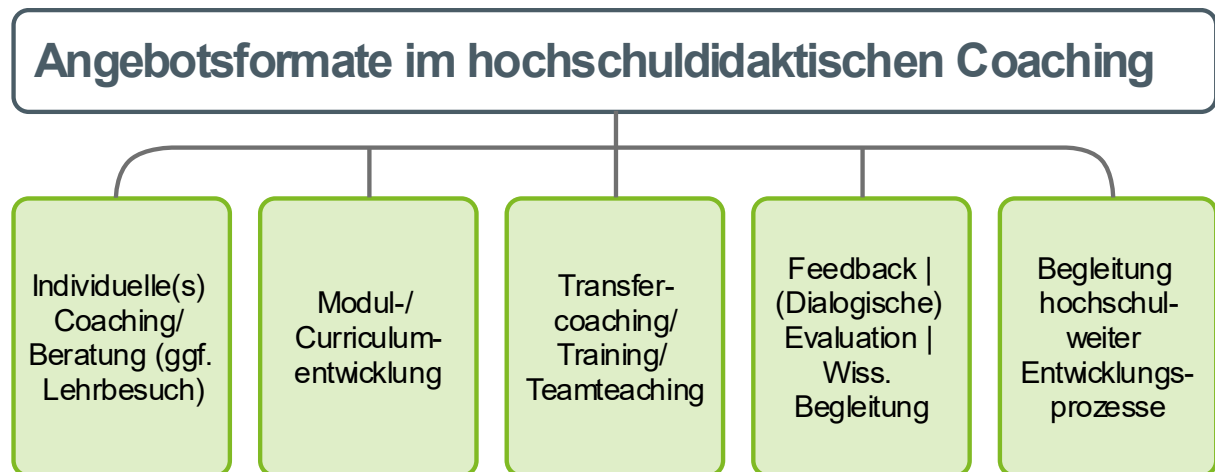 Angebotsformate im hochschuldidaktischen Coaching
Individuelle(s)
Coaching/
Beratung (ggf.
Lehrbesuch)
Modul-/
Curriculum-
entwicklung
Transfer-
coaching/
Training/
Teamteaching
Feedback |
(Dialogische)
Evaluation |
Wiss.
Begleitung
Begleitung
hochschul-
weiter
Entwicklungs-
prozesse